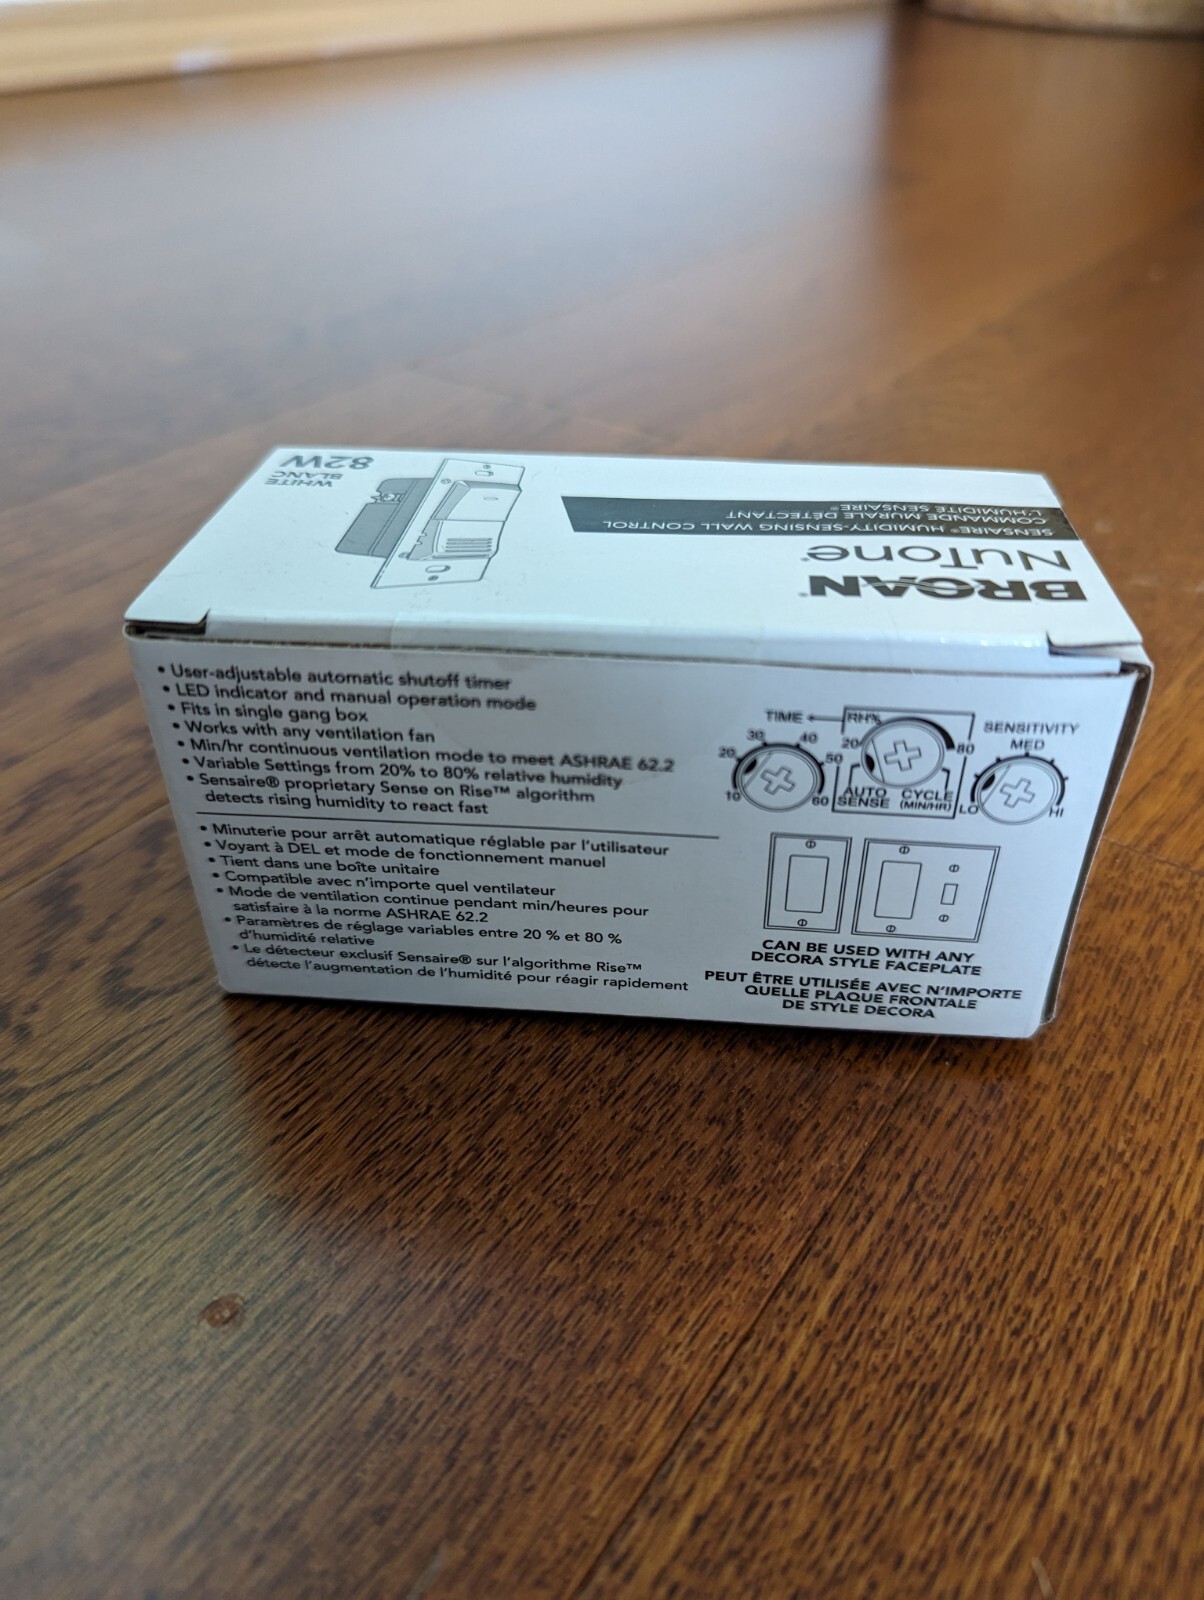 BROAN®
NUTONE®
SENSAIRE® HUMIDITY-SENSING WALL CONTROL
COMMANDE MURALE DÉTECTANT
L'HUMIDITÉ SENSAIRE®
WHITE
BLANC
82W
• User-adjustable automatic shutoff timer
• LED indicator and manual operation mode
• Fits in single gang box
• Works with any ventilation fan
• Min/hr continuous ventilation mode to meet ASHRAE 62.2
• Variable Settings from 20% to 80% relative humidity
• Sensaire® proprietary Sense on Rise™ algorithm
detects rising humidity to react fast
• Minuterie pour arrêt automatique réglable par l'utilisateur
• Voyant à DEL et mode de fonctionnement manuel
• Tient dans une boîte unitaire
• Compatible avec n'importe quel ventilateur
• Mode de ventilation continue pendant min/heures pour
satisfaire à la norme ASHRAE 62.2
• Paramètres de réglage variables entre 20 % et 80 %
d'humidité relative
• Le détecteur exclusif Sensaire® sur l'algorithme Rise™
détecte l'augmentation de l'humidité pour réagir rapidement
TIME
10 20 30 40 50 60
RH%
20 80
AUTO SENSE
CYCLE (MIN/HR)
SENSITIVITY
MED
LO HI
CAN BE USED WITH ANY
DECORA STYLE FACEPLATE
PEUT ÊTRE UTILISÉE AVEC N'IMPORTE
QUELLE PLAQUE FRONTALE
DE STYLE DECORA